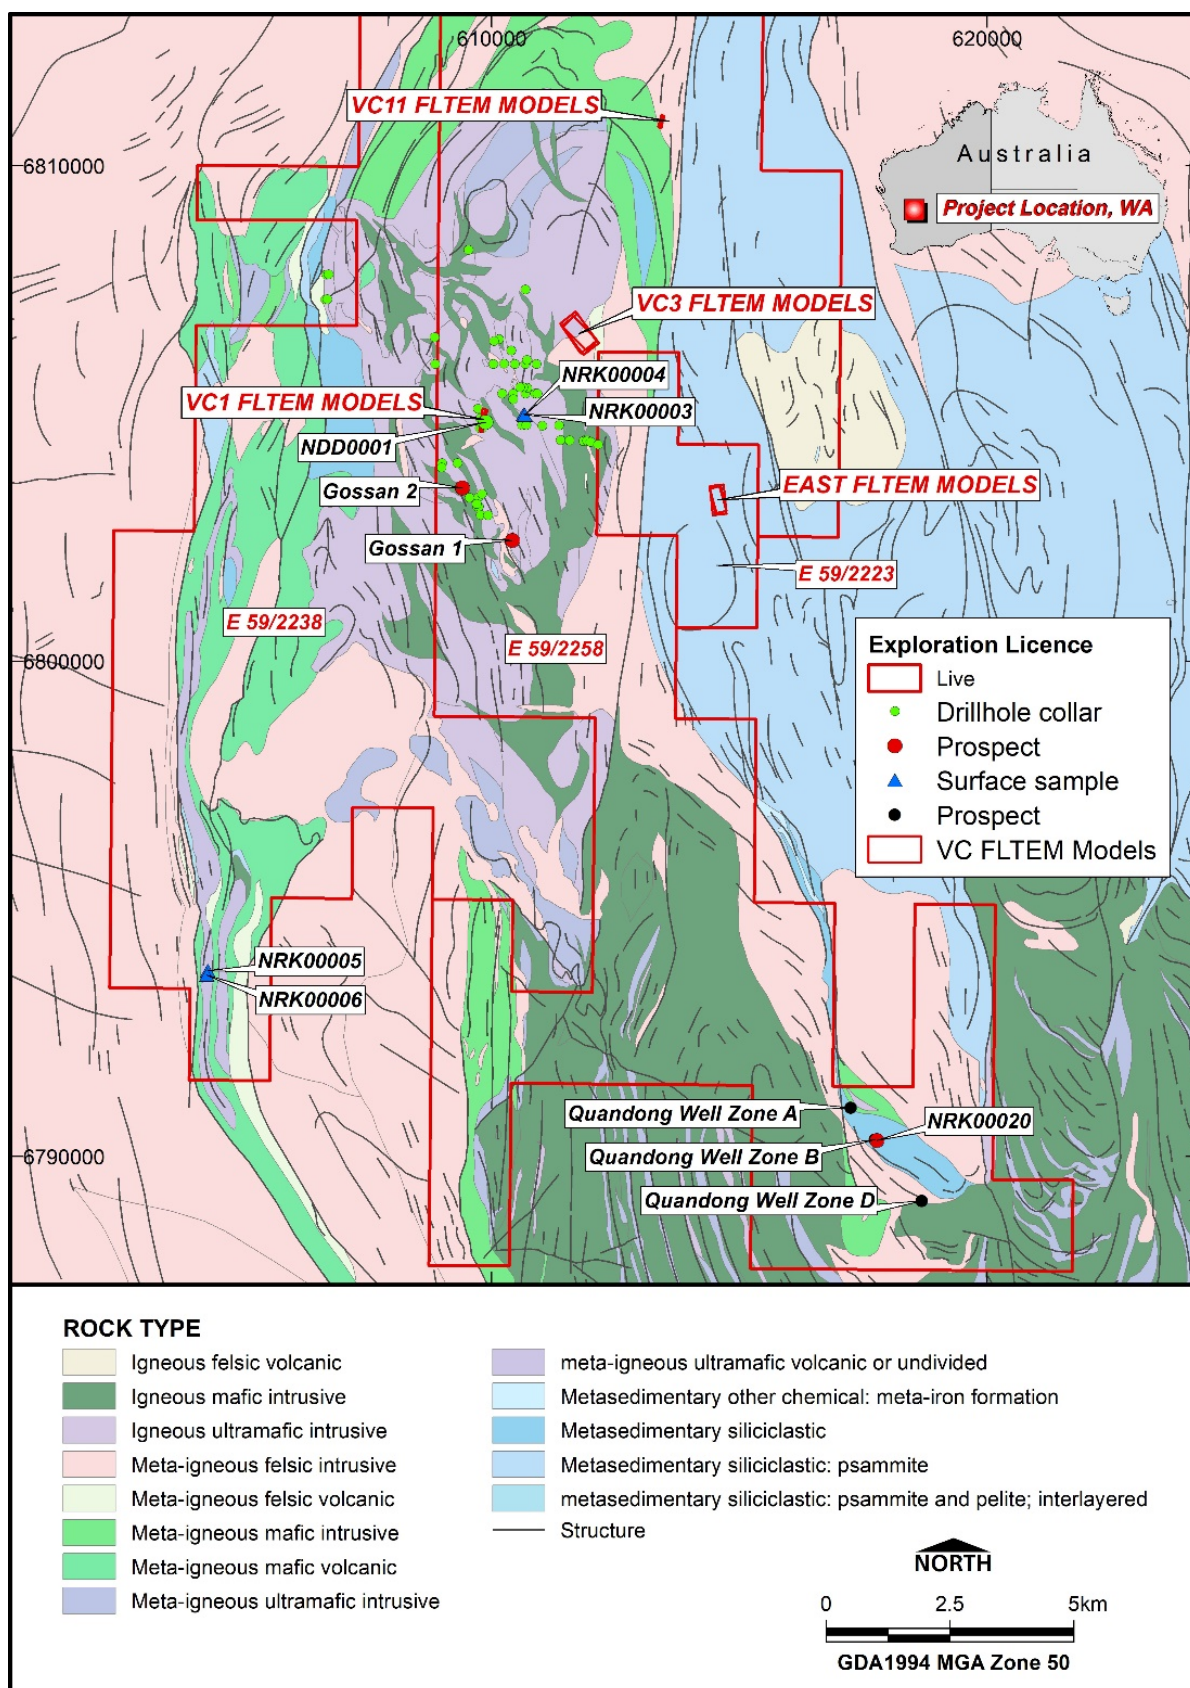 610000
620000
VC11 FLTEM MODELS
6810000
Australia
Project Location, WA
VC3 FLTEM MODELS
NRK00004
VC1 FLTEM MODELS
NRK00003
NDD0001
Gossan 2
EAST FLTEM MODELS
Gossan 1
E 59/2223
E 59/2238
E 59/2258
6800000
Exploration Licence
Live
Drillhole collar
Prospect
Surface sample
Prospect
VC FLTEM Models
NRK00005
NRK00006
Quandong Well Zone A
NRK00020
Quandong Well Zone B
6790000
Quandong Well Zone D
ROCK TYPE
Igneous felsic volcanic
Igneous mafic intrusive
Igneous ultramafic intrusive
Meta-igneous felsic intrusive
Meta-igneous felsic volcanic
Meta-igneous mafic intrusive
Meta-igneous mafic volcanic
Meta-igneous ultramafic intrusive
meta-igneous ultramafic volcanic or undivided
Metasedimentary other chemical: meta-iron formation
Metasedimentary siliciclastic
Metasedimentary siliciclastic: psammite
metasedimentary siliciclastic: psammite and pelite; interlayered
Structure
NORTH
0 2.5 5km
GDA1994 MGA Zone 50